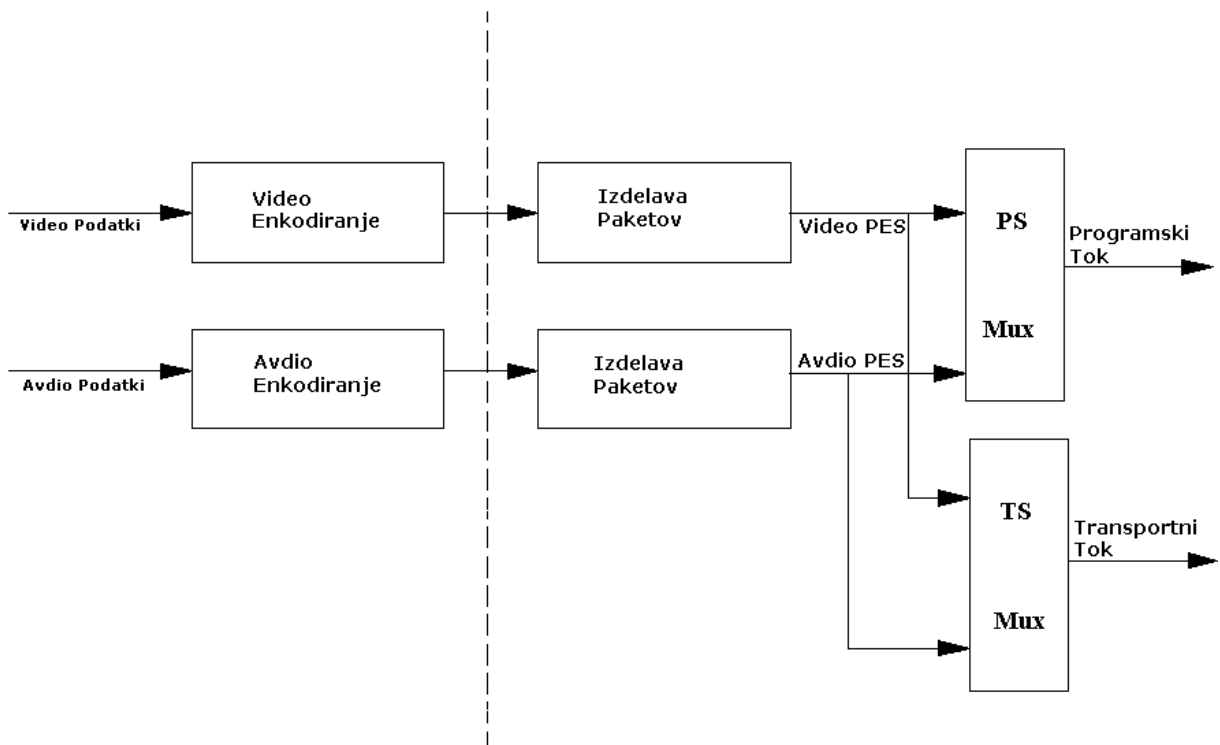 Video Podatki
Video
Enkodiranje
Izdelava
Paketov
Video PES
PS
Mux
Programski
Tok
Avdio Podatki
Avdio
Enkodiranje
Izdelava
Paketov
Avdio PES
TS
Mux
Transportni
Tok